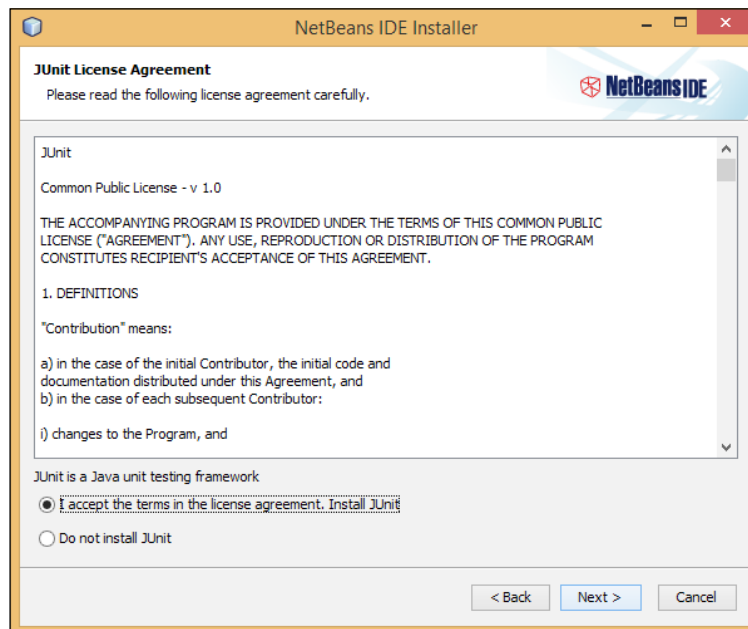 NetBeans IDE Installer
JUnit License Agreement
Please read the following license agreement carefully.
NetBeans IDE
JUnit
Common Public License - v 1.0
THE ACCOMPANYING PROGRAM IS PROVIDED UNDER THE TERMS OF THIS COMMON PUBLIC
LICENSE ("AGREEMENT"). ANY USE, REPRODUCTION OR DISTRIBUTION OF THE PROGRAM
CONSTITUTES RECIPIENT'S ACCEPTANCE OF THIS AGREEMENT.
1. DEFINITIONS
"Contribution" means:
a) in the case of the initial Contributor, the initial code and
documentation distributed under this Agreement, and
b) in the case of each subsequent Contributor:
i) changes to the Program, and
JUnit is a Java unit testing framework
I accept the terms in the license agreement. Install JUnit
Do not install JUnit
< Back Next > Cancel